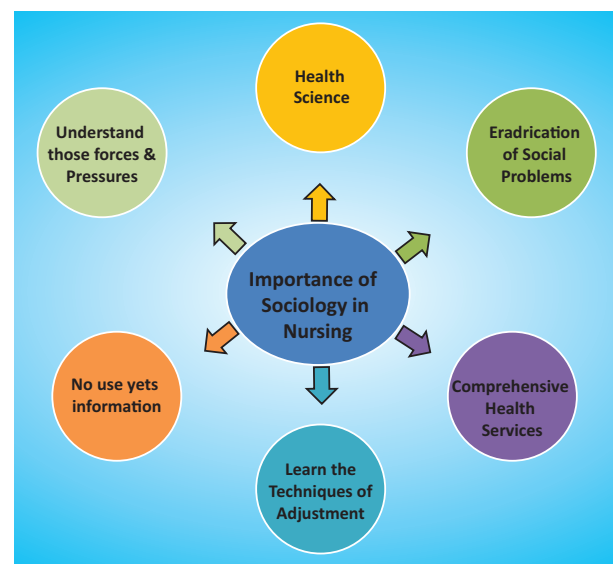 Health
Science
Eradrication
of Social
Problems
Comprehensive
Health
Services
Learn the
Techniques of
Adjustment
No use yets
information
Understand
those forces &
Pressures
Importance of
Sociology in
Nursing